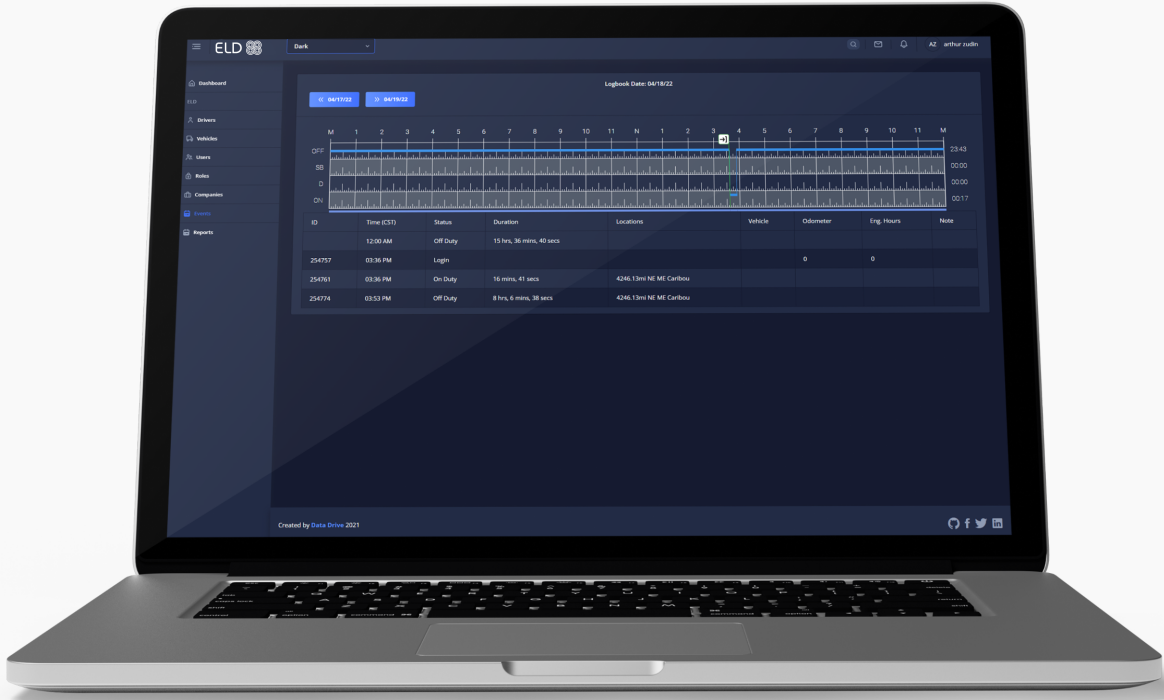 ELD
Dark
AZ arthur zudin
Dashboard
ELD
Drivers
Vehicles
Users
Roles
Companies
Events
Reports
Logbook Date: 04/18/22
« 04/17/22
» 04/19/22
M 1 2 3 4 5 6 7 8 9 10 11 N 1 2 3 4 5 6 7 8 9 10 11 M
OFF 23:43
SB 00:00
D 00:00
ON 00:17
ID Time (CST) Status Duration Locations Vehicle Odometer Eng. Hours Note
12:00 AM Off Duty 15 hrs, 36 mins, 40 secs
254757 03:36 PM Login 0 0
254761 03:36 PM On Duty 16 mins, 41 secs 4246.13mi NE ME Caribou
254774 03:53 PM Off Duty 8 hrs, 6 mins, 38 secs 4246.13mi NE ME Caribou
Created by Data Drive 2021
command option